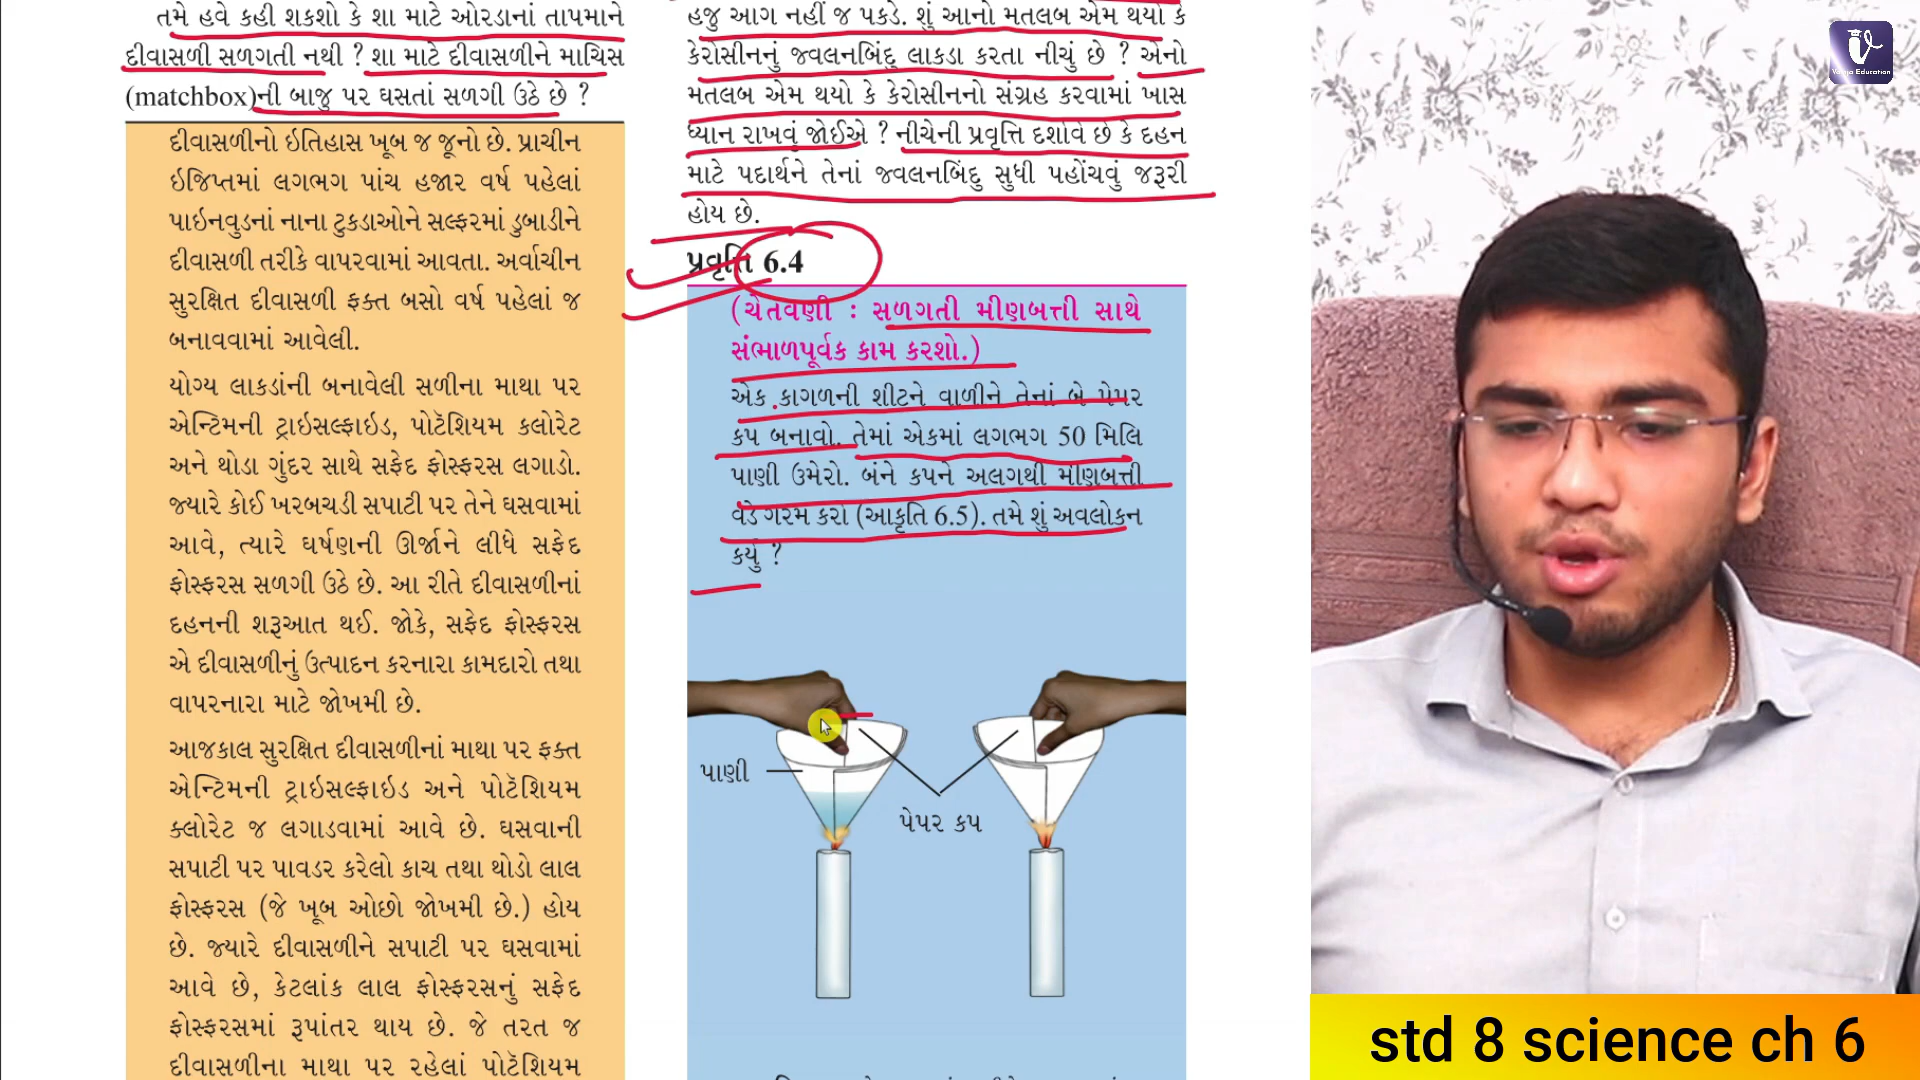 તમે હવે કહી શકશો કે શા માટે ઓરડાનાં તાપમાને
દીવાસળી સળગતી નથી ? શા માટે દીવાસળીને માચિસ
(matchbox)ની બાજુ પર ઘસતાં સળગી ઉઠે છે ?
દીવાસળીનો ઇતિહાસ ખૂબ જ જૂનો છે. પ્રાચીન
ઇજિપ્તમાં લગભગ પાંચ હજાર વર્ષ પહેલાં
પાઇનવુડનાં નાના ટુકડાઓને સલ્ફરમાં ડુબાડીને
દીવાસળી તરીકે વાપરવામાં આવતા. અર્વાચીન
સુરક્ષિત દીવાસળી ફક્ત બસો વર્ષ પહેલાં જ
બનાવવામાં આવેલી.
યોગ્ય લાકડાંની બનાવેલી સળીના માથા પર
એન્ટિમની ટ્રાઇસલ્ફાઇડ, પોટૅશિયમ ક્લોરેટ
અને થોડા ગુંદર સાથે સફેદ ફોસ્ફરસ લગાડો.
જ્યારે કોઈ ખરબચડી સપાટી પર તેને ઘસવામાં
આવે, ત્યારે ઘર્ષણની ઊર્જાને લીધે સફેદ
ફોસ્ફરસ સળગી ઉઠે છે. આ રીતે દીવાસળીનાં
દહનની શરૂઆત થઈ. જોકે, સફેદ ફોસ્ફરસ
એ દીવાસળીનું ઉત્પાદન કરનારા કામદારો તથા
વાપરનારા માટે જોખમી છે.
આજકાલ સુરક્ષિત દીવાસળીનાં માથા પર ફક્ત
એન્ટિમની ટ્રાઇસલ્ફાઇડ અને પોટૅશિયમ
ક્લોરેટ જ લગાડવામાં આવે છે. ઘસવાની
સપાટી પર પાવડર કરેલો કાચ તથા થોડો લાલ
ફોસ્ફરસ (જે ખૂબ ઓછો જોખમી છે.) હોય
છે. જ્યારે દીવાસળીને સપાટી પર ઘસવામાં
આવે છે, કેટલાંક લાલ ફોસ્ફરસનું સફેદ
ફોસ્ફરસમાં રૂપાંતર થાય છે. જે તરત જ
દીવાસળીના માથા પર રહેલાં પોટૅશિયમ
હજુ આગ નહીં જ પકડે. શું આનો મતલબ એમ થયો કે
કેરોસીનનું જ્વલનબિંદુ લાકડા કરતા નીચું છે ? એનો
મતલબ એમ થયો કે કેરોસીનનો સંગ્રહ કરવામાં ખાસ
ધ્યાન રાખવું જોઈએ ? નીચેની પ્રવૃત્તિ દર્શાવે છે કે દહન
માટે પદાર્થને તેનાં જ્વલનબિંદુ સુધી પહોંચવું જરૂરી
હોય છે.
પ્રવૃત્તિ 6.4
(ચેતવણી : સળગતી મીણબત્તી સાથે
સંભાળપૂર્વક કામ કરશો.)
એક કાગળની શીટને વાળીને તેનાં બે પેપર
કપ બનાવો. તેમાં એકમાં લગભગ 50 મિલિ
પાણી ઉમેરો. બંને કપને અલગથી મીણબત્તી
વડે ગરમ કરો (આકૃતિ 6.5). તમે શું અવલોકન
કર્યું ?
પાણી
પેપર કપ
Education
std 8 science ch 6